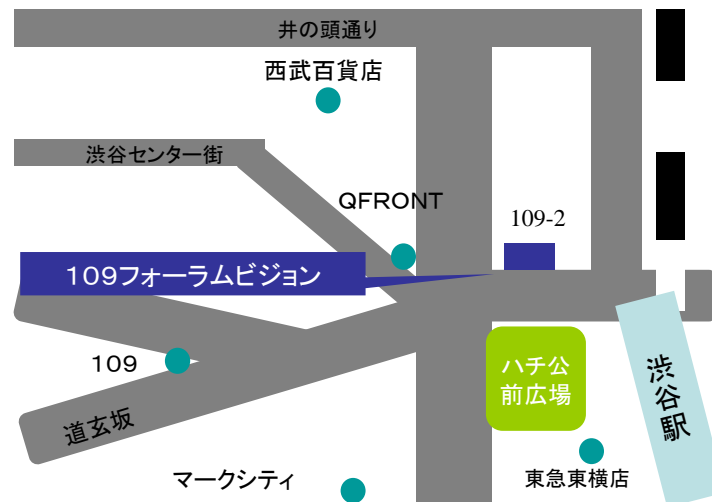 井の頭通り
西武百貨店
渋谷センター街
QFRONT
109-2
109フォーラムビジョン
109
ハチ公
前広場
渋谷駅
道玄坂
マークシティ
東急東横店